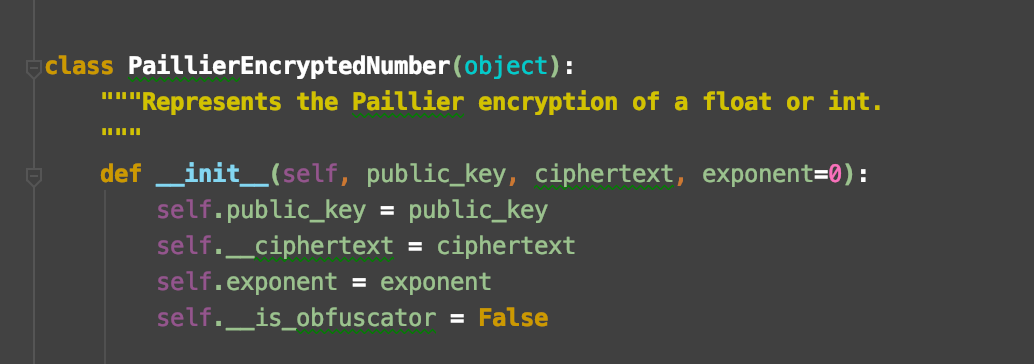 class PaillierEncryptedNumber(object):
    """Represents the Paillier encryption of a float or int.
    """
    def __init__(self, public_key, ciphertext, exponent=0):
        self.public_key = public_key
        self.__ciphertext = ciphertext
        self.exponent = exponent
        self.__is_obfuscator = False